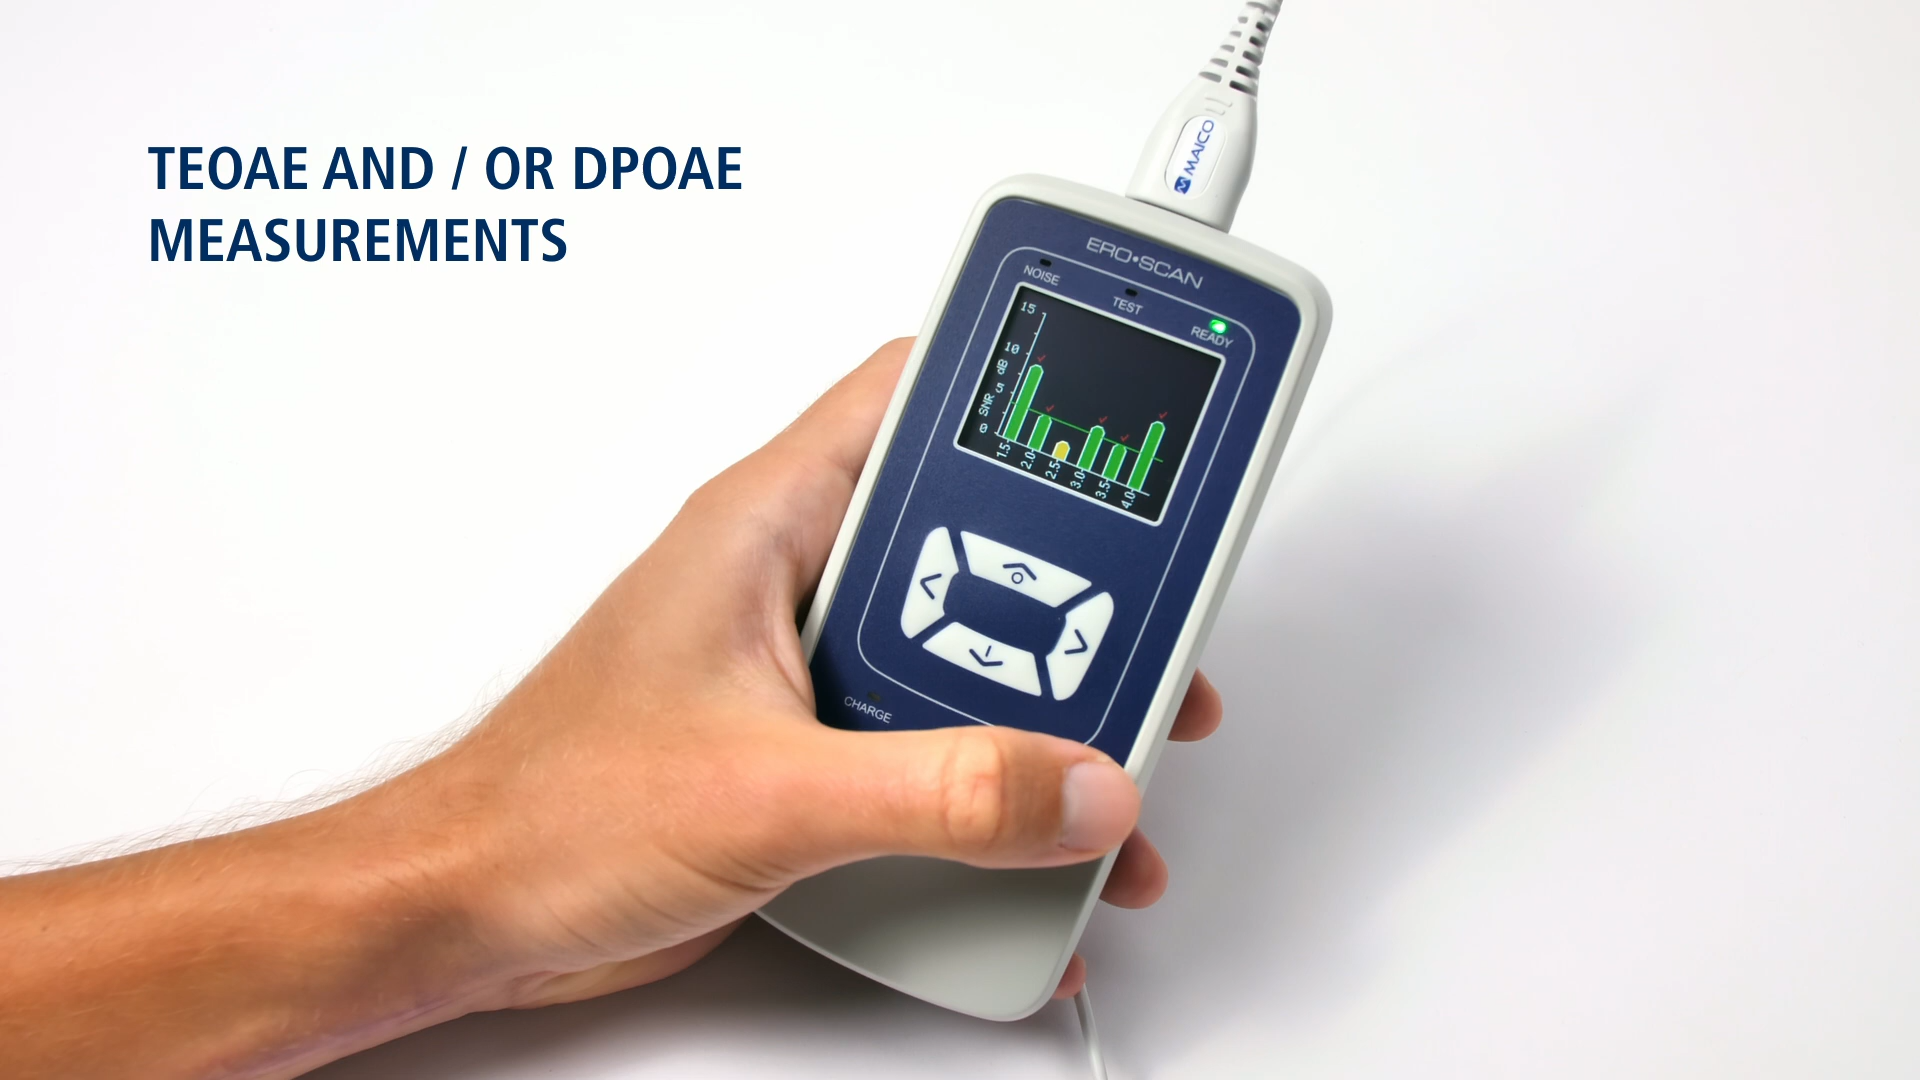 TEOAE AND / OR DPOAE
MEASUREMENTS
MAICO
ERO•SCAN
NOISE
TEST
READY
15
10
5
0
SNR dB
1.5
2.0
2.5
3.0
3.5
4.0
CHARGE